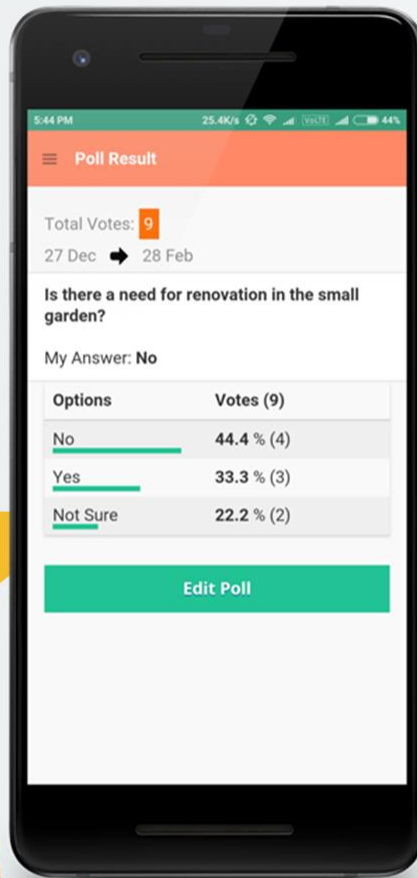 5:44 PM 25.4K/s VoLTE 44%
Poll Result
Total Votes: 9
27 Dec 28 Feb
Is there a need for renovation in the small
garden?
My Answer: No
Options Votes (9)
No 44.4 % (4)
Yes 33.3 % (3)
Not Sure 22.2 % (2)
Edit Poll